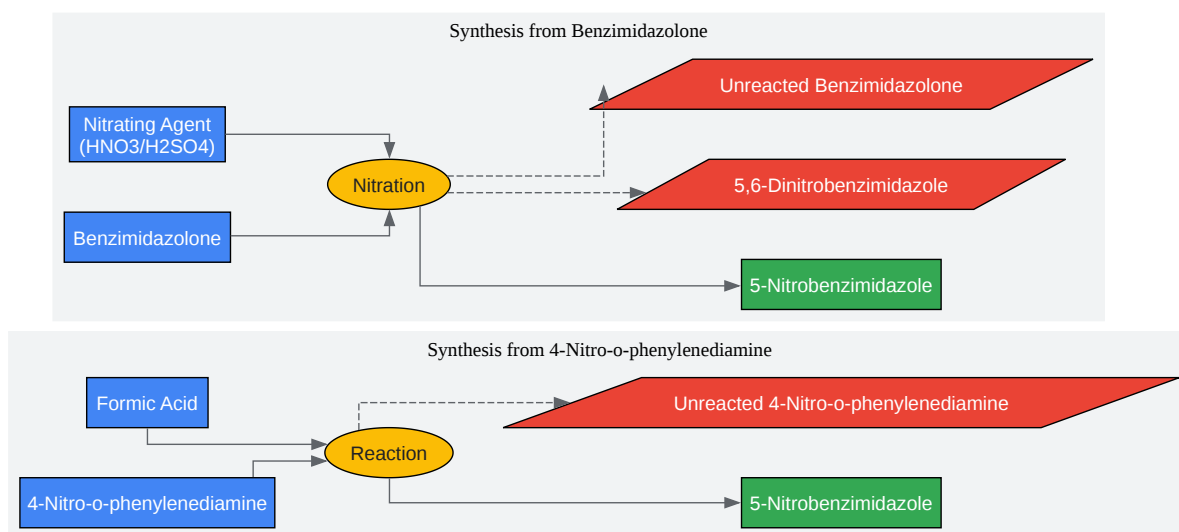 Synthesis from Benzimidazolone
Unreacted Benzimidazolone
Nitrating Agent
(HNO3/H2SO4)
Nitration
5,6-Dinitrobenzimidazole
Benzimidazolone
5-Nitrobenzimidazole
Synthesis from 4-Nitro-o-phenylenediamine
Formic Acid
Unreacted 4-Nitro-o-phenylenediamine
Reaction
4-Nitro-o-phenylenediamine
5-Nitrobenzimidazole